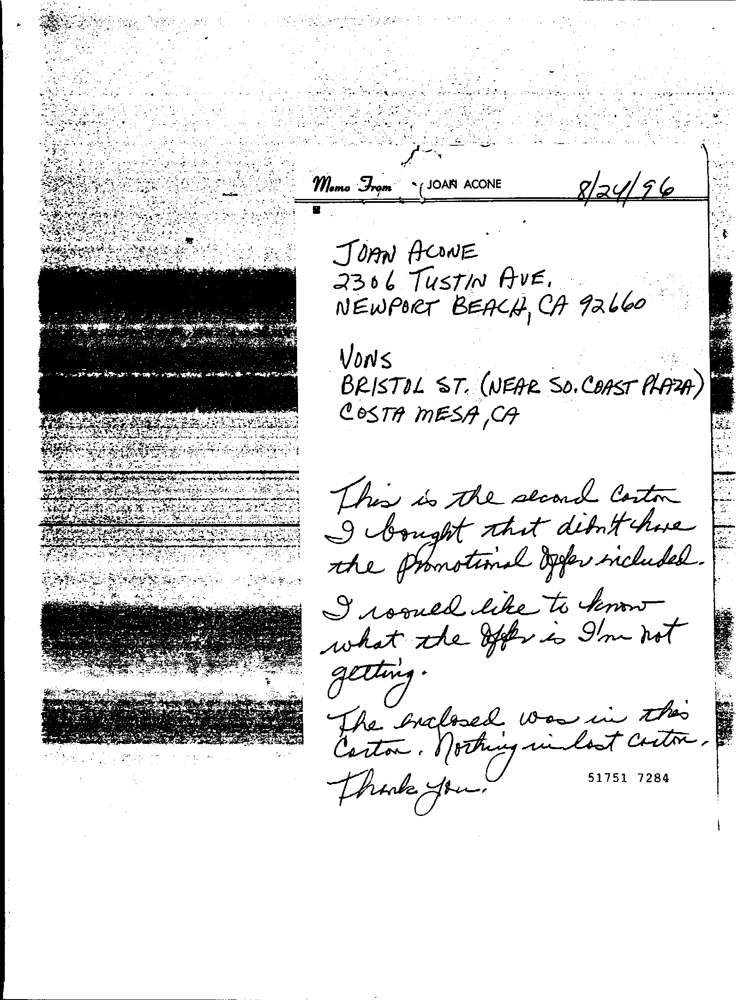 Memo From JOAN ACONE 8/24/96
JOAN ACONE
2306 TUSTIN AVE.
NEWPORT BEACH, CA 92660
VONS
BRISTOL ST. (NEAR SO. COAST PLAZA)
COSTA MESA, CA
This is the second carton
I bought that didn't have
the promotional offer included.
I would like to know
what the offer is I'm not
getting.
The enclosed was in this
carton. Nothing in last carton.
Thank you.
51751 7284